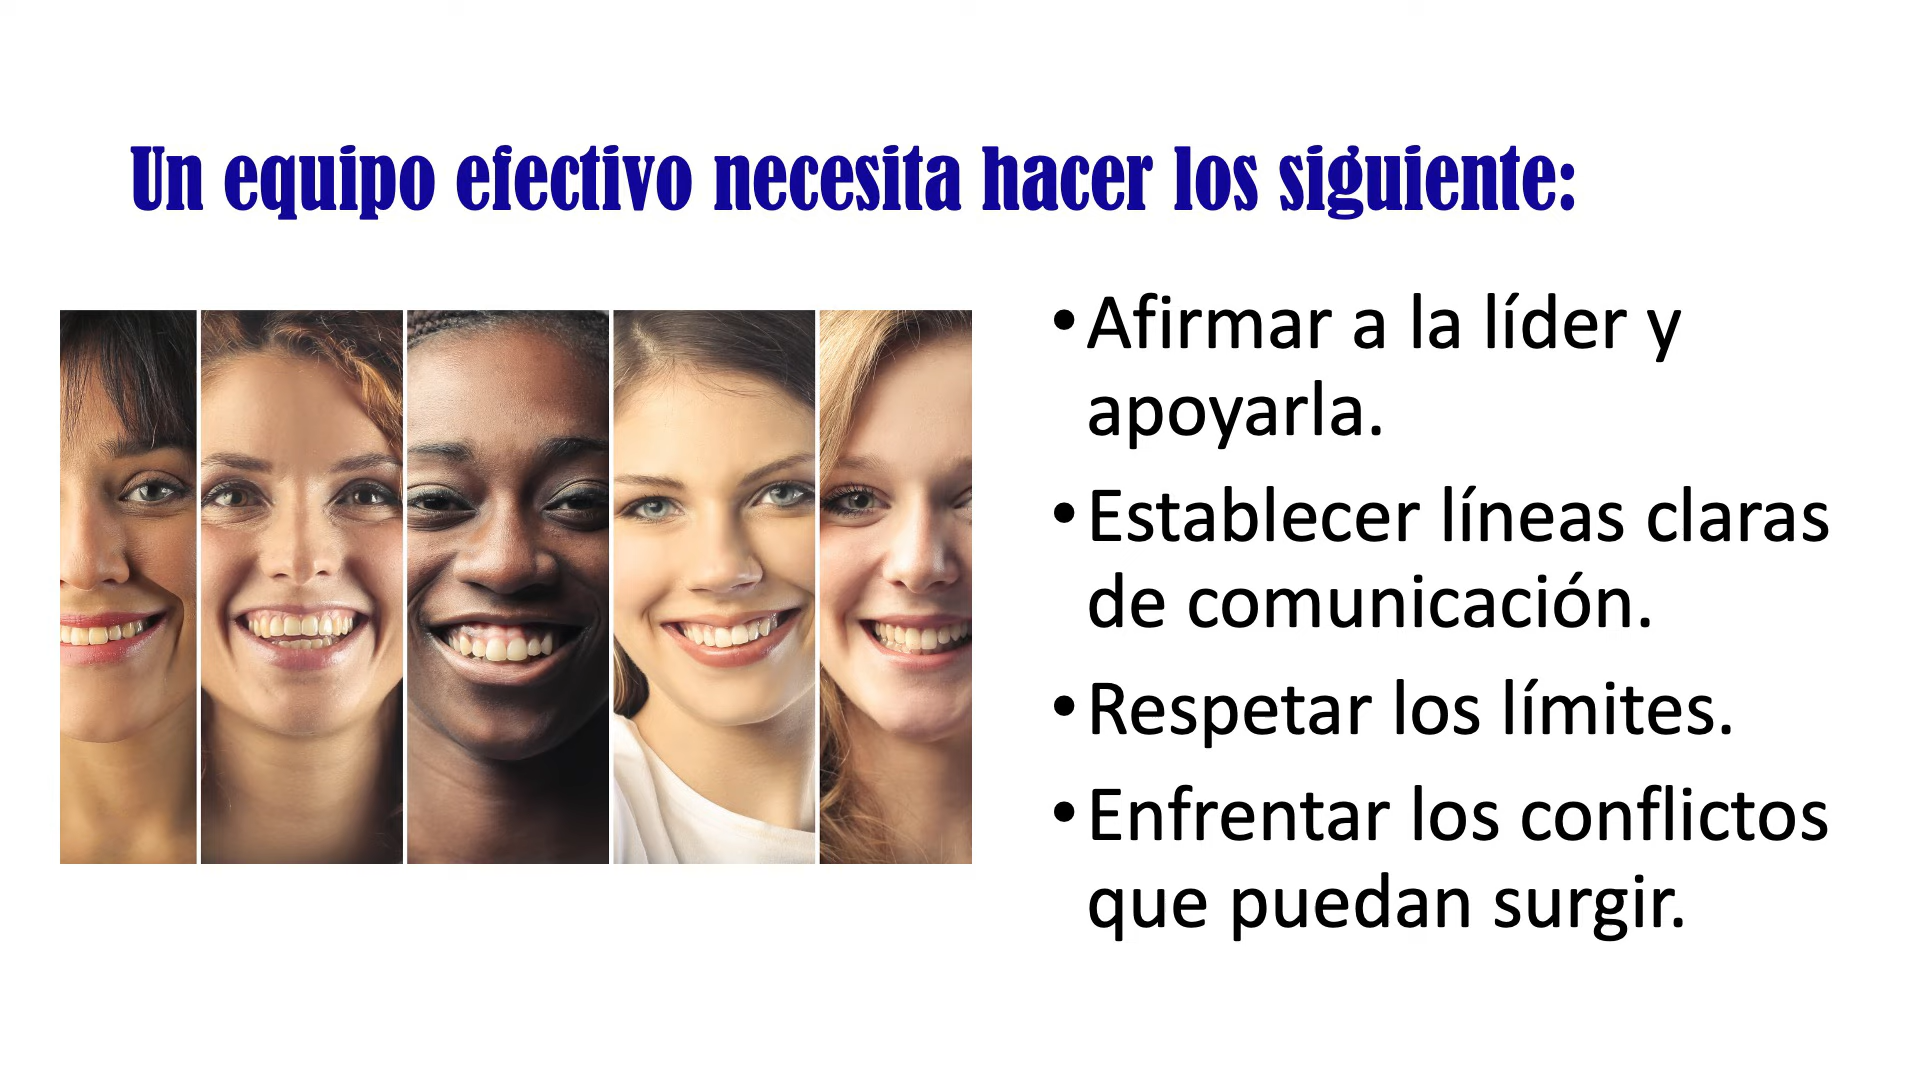 Un equipo efectivo necesita hacer los siguiente:
•Afirmar a la líder y
apoyarla.
•Establecer líneas claras
de comunicación.
•Respetar los límites.
•Enfrentar los conflictos
que puedan surgir.